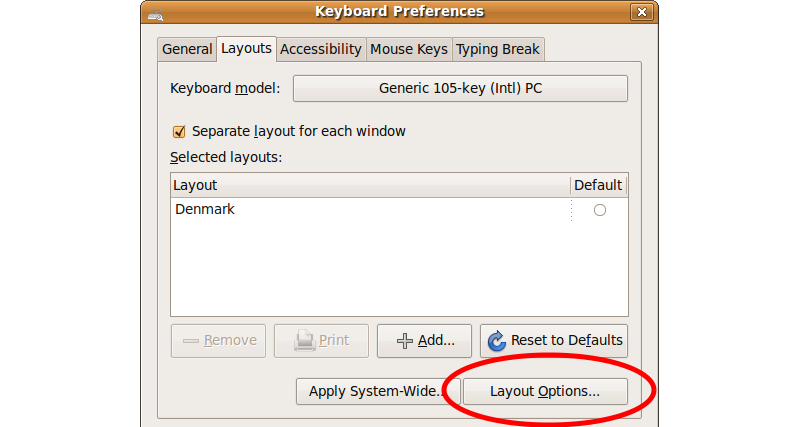 Keyboard Preferences
General Layouts Accessibility Mouse Keys Typing Break
Keyboard model: Generic 105-key (Intl) PC
Separate layout for each window
Selected layouts:
Layout Default
Denmark
Remove Print Add... Reset to Defaults
Apply System-Wide... Layout Options...